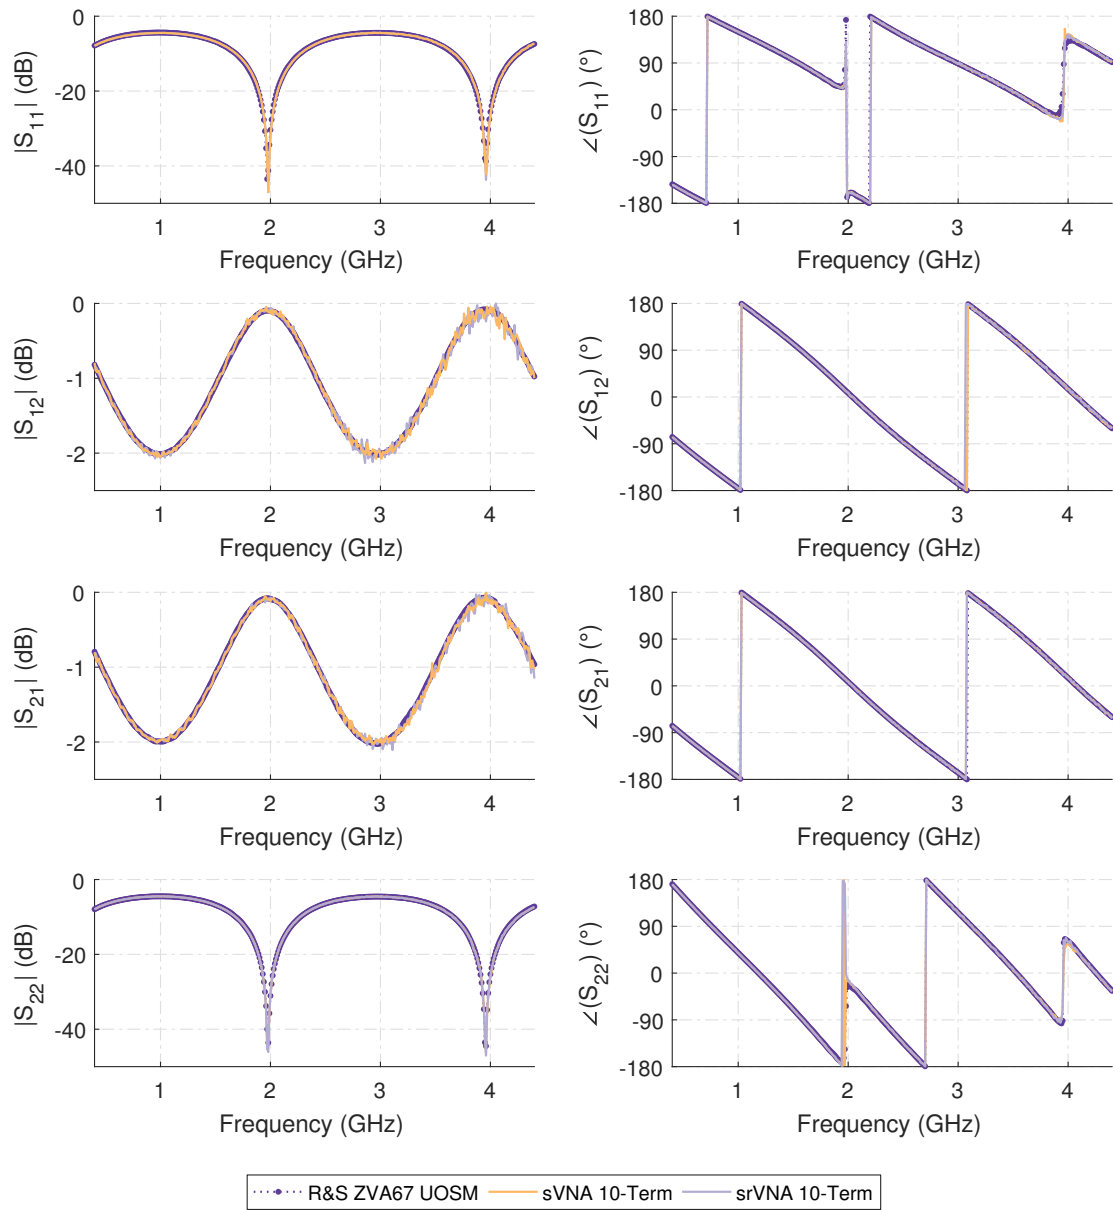 0
-20
-40
|S11| (dB)
1 2 3 4
Frequency (GHz)
180
90
0
-90
-180
∠(S11) (°)
1 2 3 4
Frequency (GHz)
0
-1
-2
|S12| (dB)
1 2 3 4
Frequency (GHz)
180
90
0
-90
-180
∠(S12) (°)
1 2 3 4
Frequency (GHz)
0
-1
-2
|S21| (dB)
1 2 3 4
Frequency (GHz)
180
90
0
-90
-180
∠(S21) (°)
1 2 3 4
Frequency (GHz)
0
-20
-40
|S22| (dB)
1 2 3 4
Frequency (GHz)
180
90
0
-90
-180
∠(S22) (°)
1 2 3 4
Frequency (GHz)
R&S ZVA67 UOSM sVNA 10-Term srVNA 10-Term